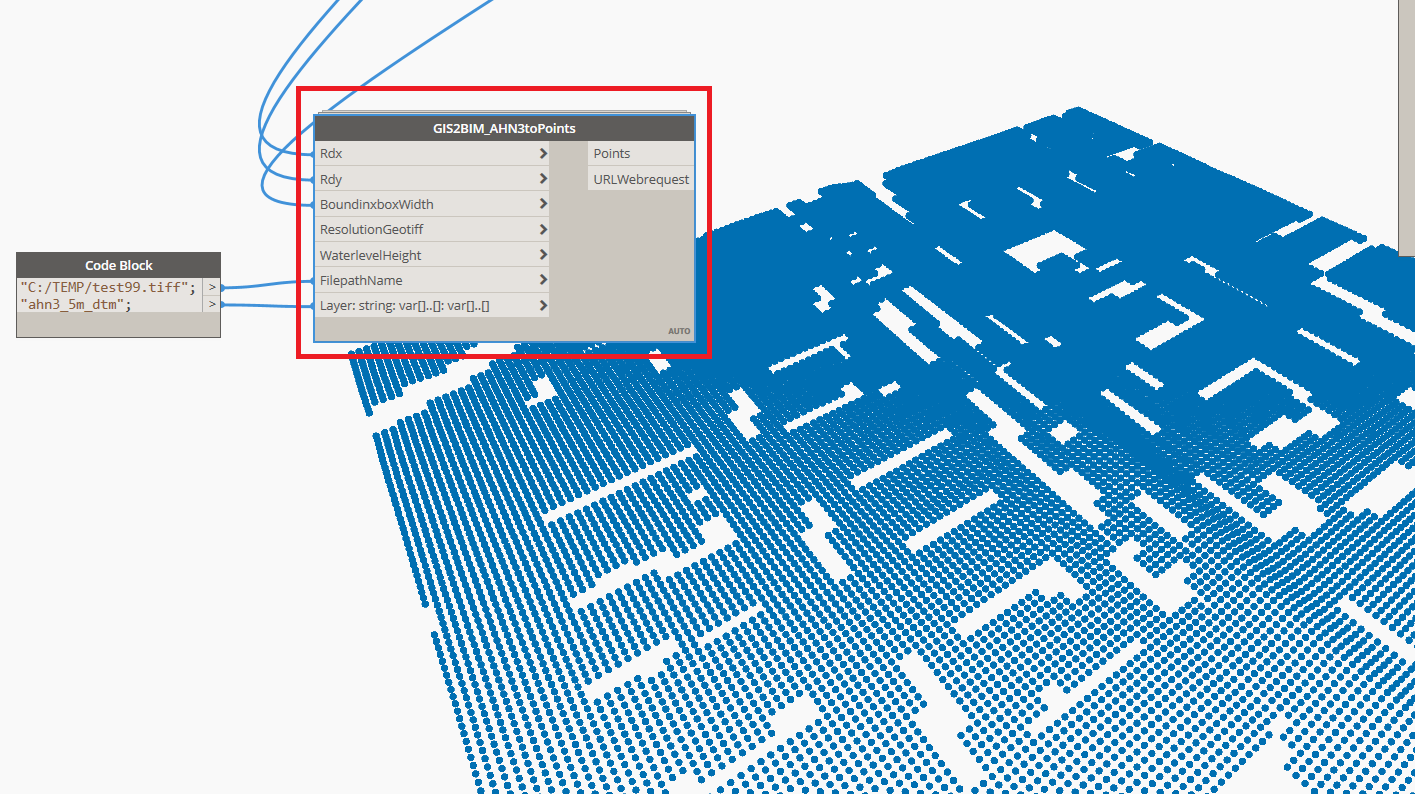 GIS2BIM_AHN3toPoints
Rdx > Points
Rdy > URLWebrequest
BoundinxboxWidth >
ResolutionGeotiff >
WaterlevelHeight >
FilepathName >
Layer: string: var[]..[]: var[]..[] >
AUTO
Code Block
"C:/TEMP/test99.tiff"; >
"ahn3_5m_dtm"; >